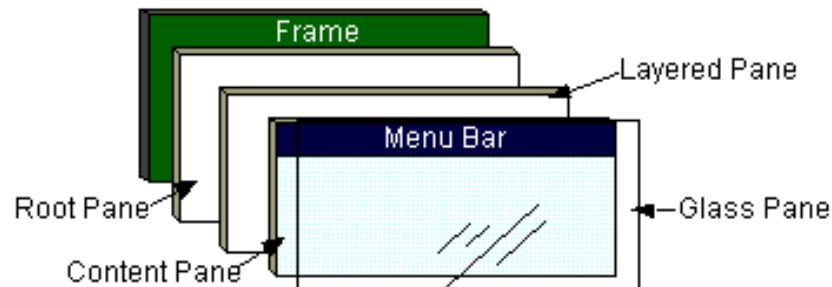 Frame
Layered Pane
Menu Bar
Root Pane
Glass Pane
Content Pane